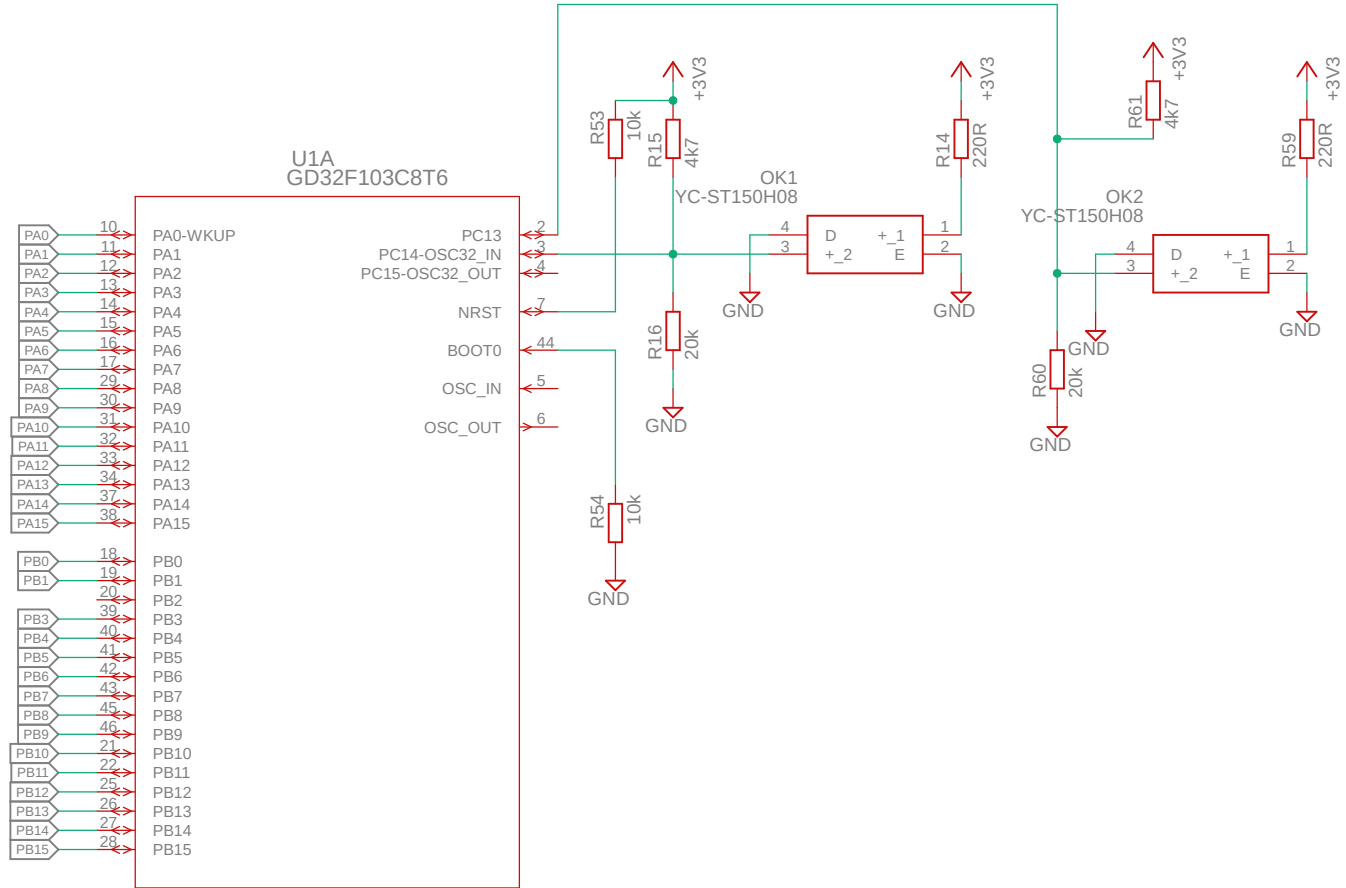 U1A
GD32F103C8T6
PA0
10
PA0-WKUP
PA1
11
PA1
PA2
12
PA2
PA3
13
PA3
PA4
14
PA4
PA5
15
PA5
PA6
16
PA6
PA7
17
PA7
PA8
29
PA8
PA9
30
PA9
PA10
31
PA10
PA11
32
PA11
PA12
33
PA12
PA13
34
PA13
PA14
37
PA14
PA15
38
PA15
PB0
18
PB0
PB1
19
PB1
20
PB2
PB3
39
PB3
PB4
40
PB4
PB5
41
PB5
PB6
42
PB6
PB7
43
PB7
PB8
45
PB8
PB9
46
PB9
PB10
21
PB10
PB11
22
PB11
PB12
25
PB12
PB13
26
PB13
PB14
27
PB14
PB15
28
PB15
PC13
2
PC14-OSC32_IN
3
PC15-OSC32_OUT
4
NRST
7
BOOT0
44
OSC_IN
5
OSC_OUT
6
R53
10k
R15
4k7
+3V3
R16
20k
GND
R54
10k
GND
OK1
YC-ST150H08
4
D
+_1
1
3
+_2
E
2
GND
R14
220R
+3V3
GND
R61
4k7
+3V3
OK2
YC-ST150H08
4
D
+_1
1
3
+_2
E
2
GND
R60
20k
GND
R59
220R
+3V3
GND